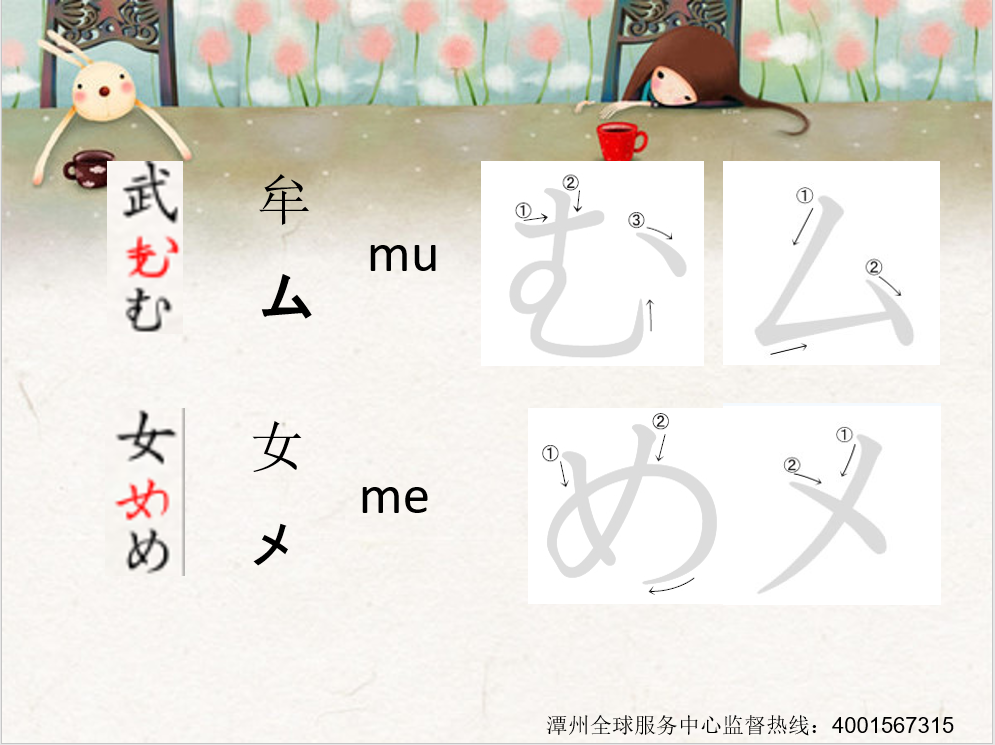 武
む
む
牟
ム
mu
① ② ③
む
① ②
ム
女
め
め
女
メ
me
① ②
め
① ②
メ
潭州全球服务中心监督热线：4001567315